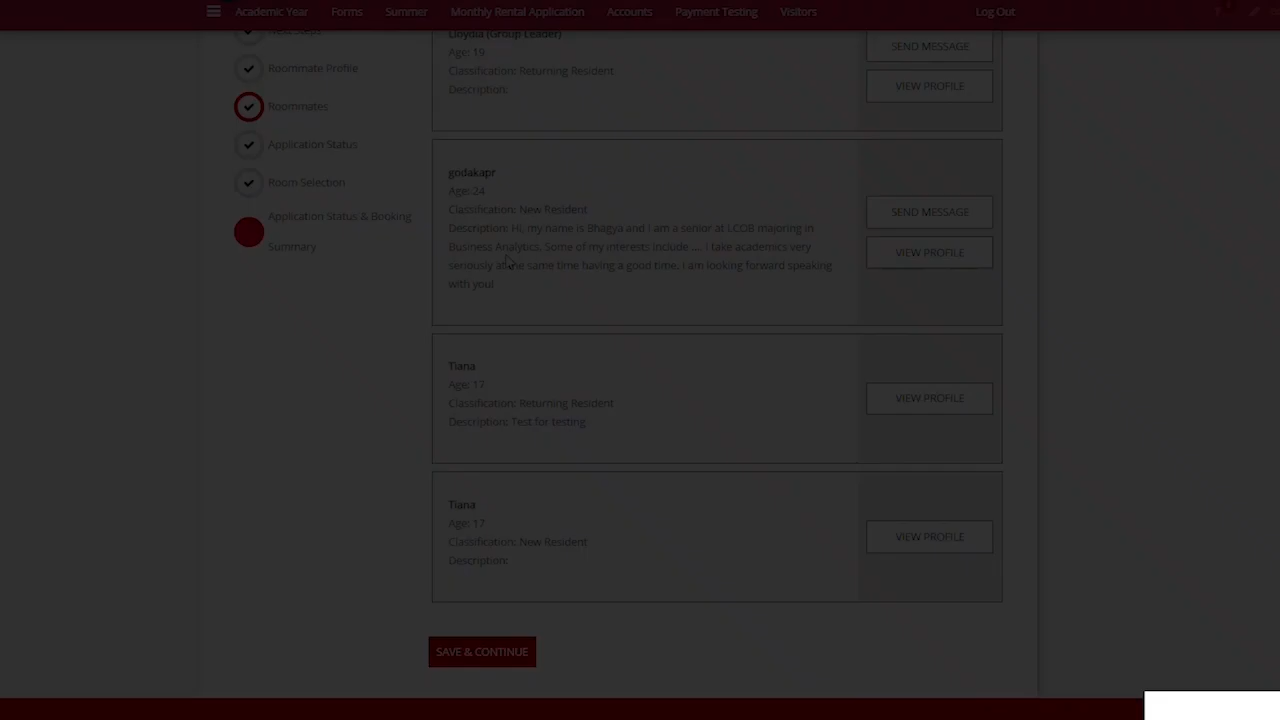 Academic Year Forms Summer Monthly Rental Application Accounts Payment Testing Visitors Log Out
Next Steps
Roommate Profile
Roommates
Application Status
Room Selection
Application Status & Booking
Summary
Lloydia (Group Leader)
Age: 19
Classification: Returning Resident
Description:
SEND MESSAGE
VIEW PROFILE
godakapr
Age: 24
Classification: New Resident
Description: Hi, my name is Bhagya and I am a senior at LCOB majoring in
Business Analytics. Some of my interests include .... I take academics very
seriously at the same time having a good time. I am looking forward speaking
with you!
SEND MESSAGE
VIEW PROFILE
Tiana
Age: 17
Classification: Returning Resident
Description: Test for testing
VIEW PROFILE
Tiana
Age: 17
Classification: New Resident
Description:
VIEW PROFILE
SAVE & CONTINUE